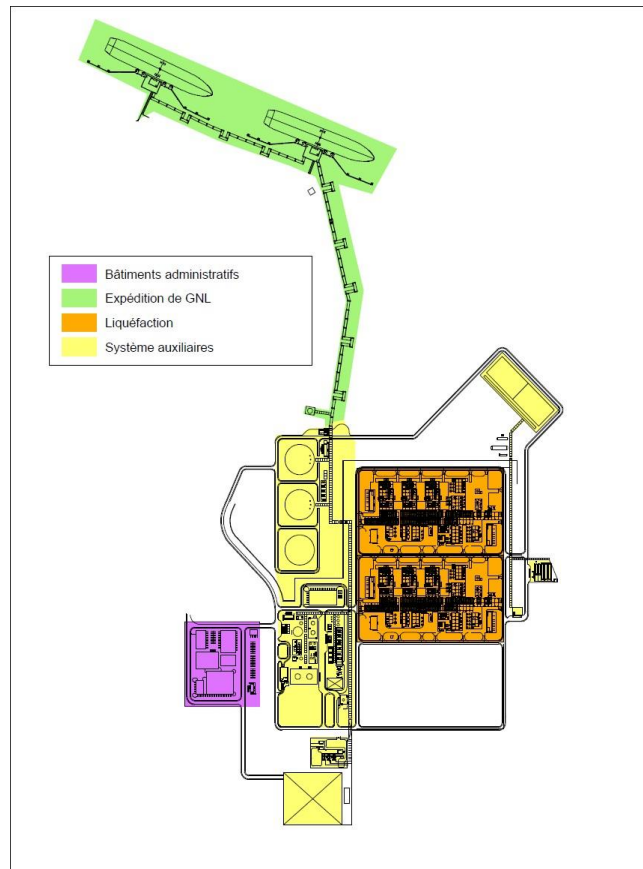 Bâtiments administratifs
Expédition de GNL
Liquéfaction
Système auxiliaires